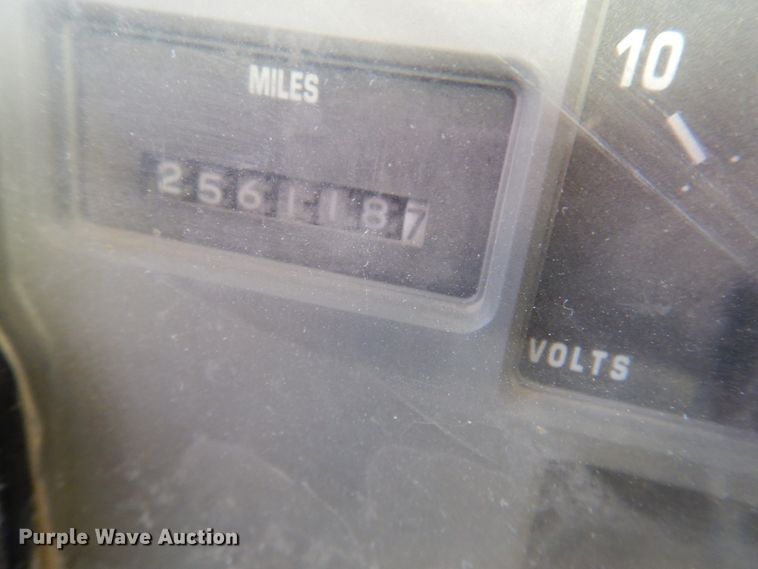 MILES
2561187
10
VOLTS
Purple Wave Auction